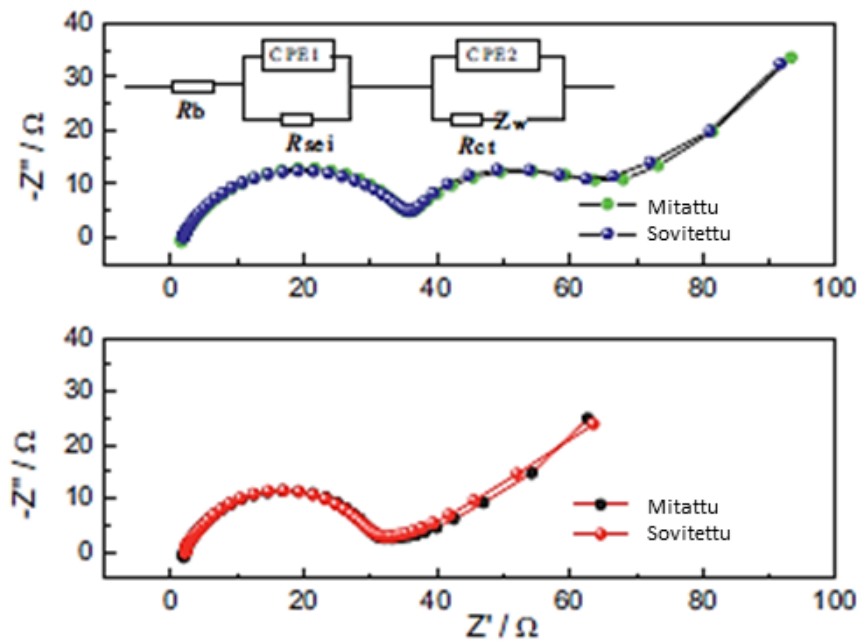 40
30
20
10
0
-Z'' / Ω
CPE1
CPE2
Rb
Rsei
Rct
Zw
Mitattu
Sovitettu
0 20 40 60 80 100
40
30
20
10
0
-Z'' / Ω
Mitattu
Sovitettu
0 20 40 60 80 100
Z' / Ω